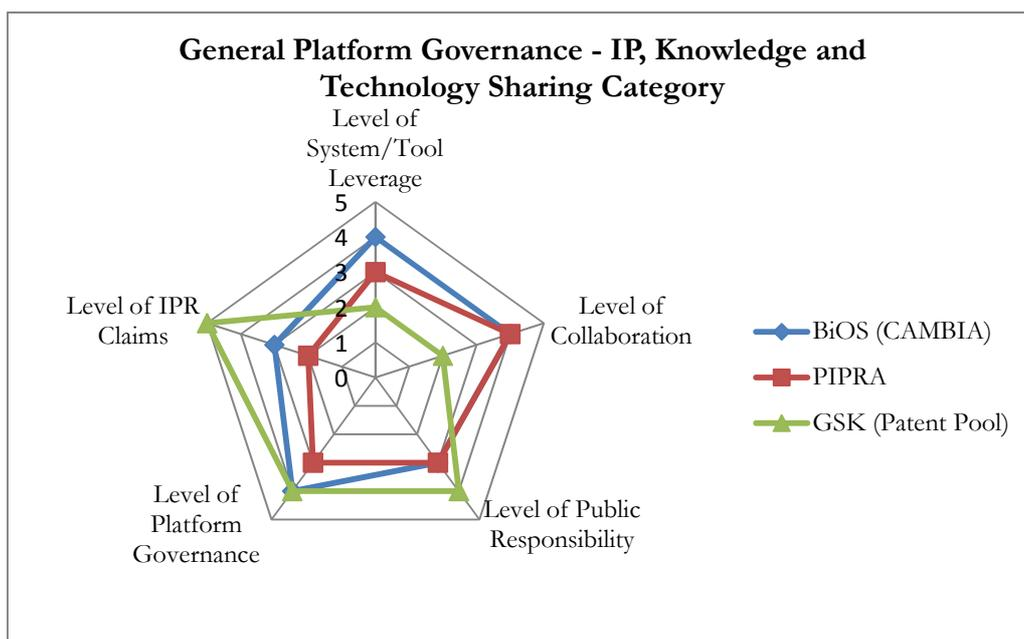 General Platform Governance - IP, Knowledge and
Technology Sharing Category
Level of
System/Tool
Leverage
5
4
3
2
1
0
Level of IPR
Claims
Level of
Collaboration
Level of
Platform
Governance
Level of Public
Responsibility
BiOS (CAMBIA)
PIPRA
GSK (Patent Pool)